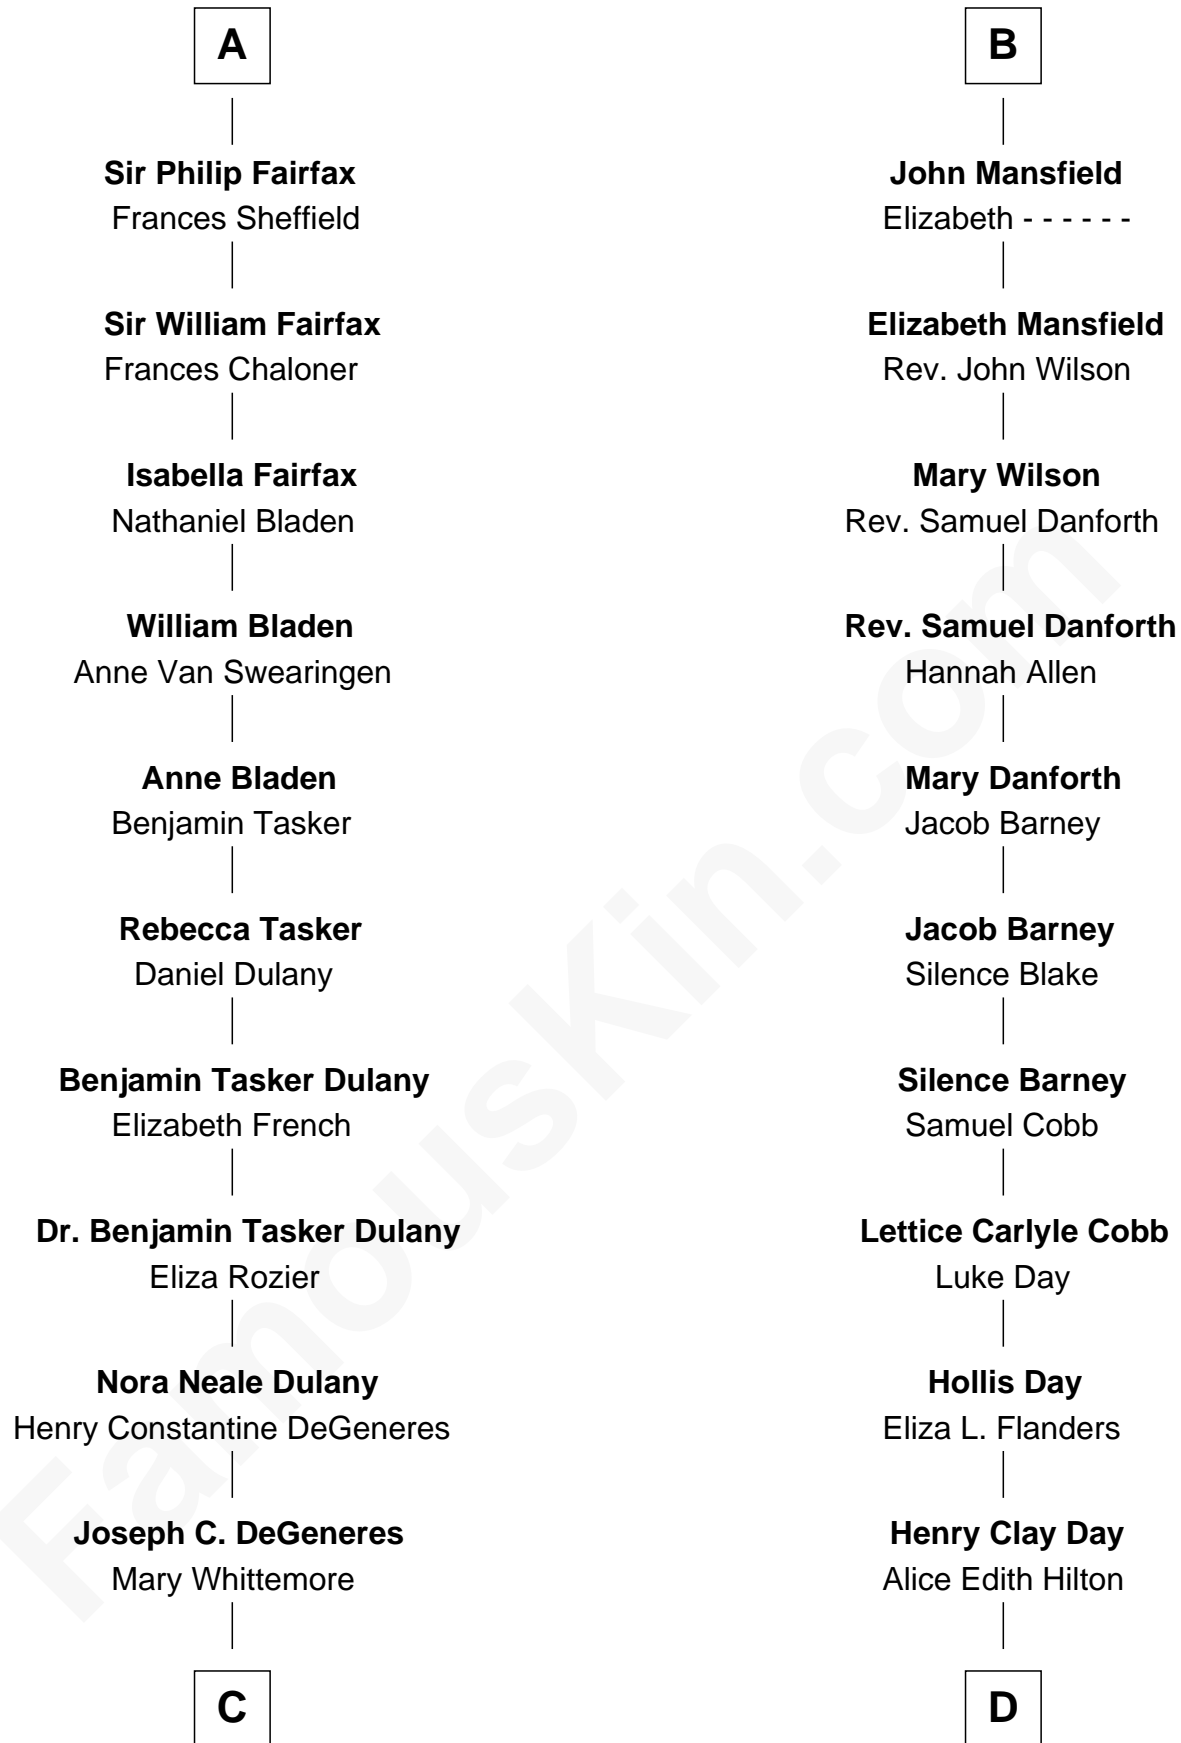 A
Sir Philip Fairfax
Frances Sheffield
Sir William Fairfax
Frances Chaloner
Isabella Fairfax
Nathaniel Bladen
William Bladen
Anne Van Swearingen
Anne Bladen
Benjamin Tasker
Rebecca Tasker
Daniel Dulany
Benjamin Tasker Dulany
Elizabeth French
Dr. Benjamin Tasker Dulany
Eliza Rozier
Nora Neale Dulany
Henry Constantine DeGeneres
Joseph C. DeGeneres
Mary Whittemore
C
B
John Mansfield
Elizabeth - - - - - -
Elizabeth Mansfield
Rev. John Wilson
Mary Wilson
Rev. Samuel Danforth
Rev. Samuel Danforth
Hannah Allen
Mary Danforth
Jacob Barney
Jacob Barney
Silence Blake
Silence Barney
Samuel Cobb
Lettice Carlyle Cobb
Luke Day
Hollis Day
Eliza L. Flanders
Henry Clay Day
Alice Edith Hilton
D
FamousKin.com